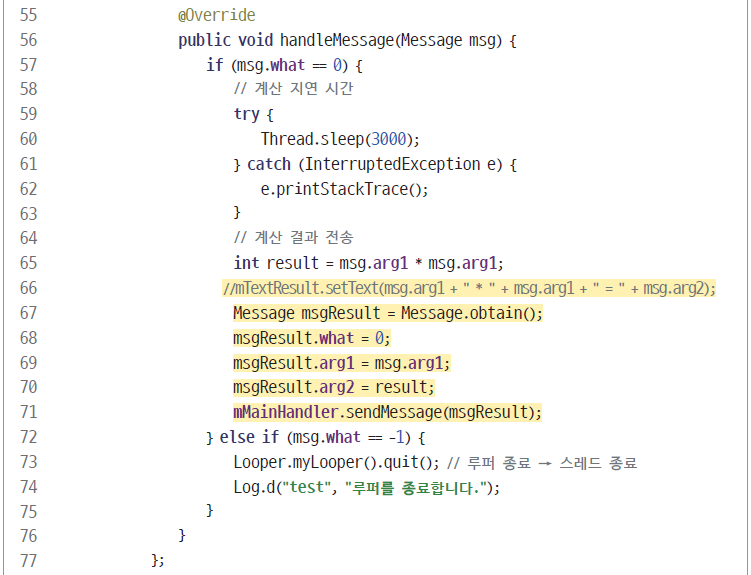 55 @Override
56 public void handleMessage(Message msg) {
57 if (msg.what == 0) {
58 // 계산 지연 시간
59 try {
60 Thread.sleep(3000);
61 } catch (InterruptedException e) {
62 e.printStackTrace();
63 }
64 // 계산 결과 전송
65 int result = msg.arg1 * msg.arg1;
66 //mTextResult.setText(msg.arg1 + " * " + msg.arg1 + " = " + msg.arg2);
67 Message msgResult = Message.obtain();
68 msgResult.what = 0;
69 msgResult.arg1 = msg.arg1;
70 msgResult.arg2 = result;
71 mMainHandler.sendMessage(msgResult);
72 } else if (msg.what == -1) {
73 Looper.myLooper().quit(); // 루퍼 종료 → 스레드 종료
74 Log.d("test", "루퍼를 종료합니다.");
75 }
76 }
77 };